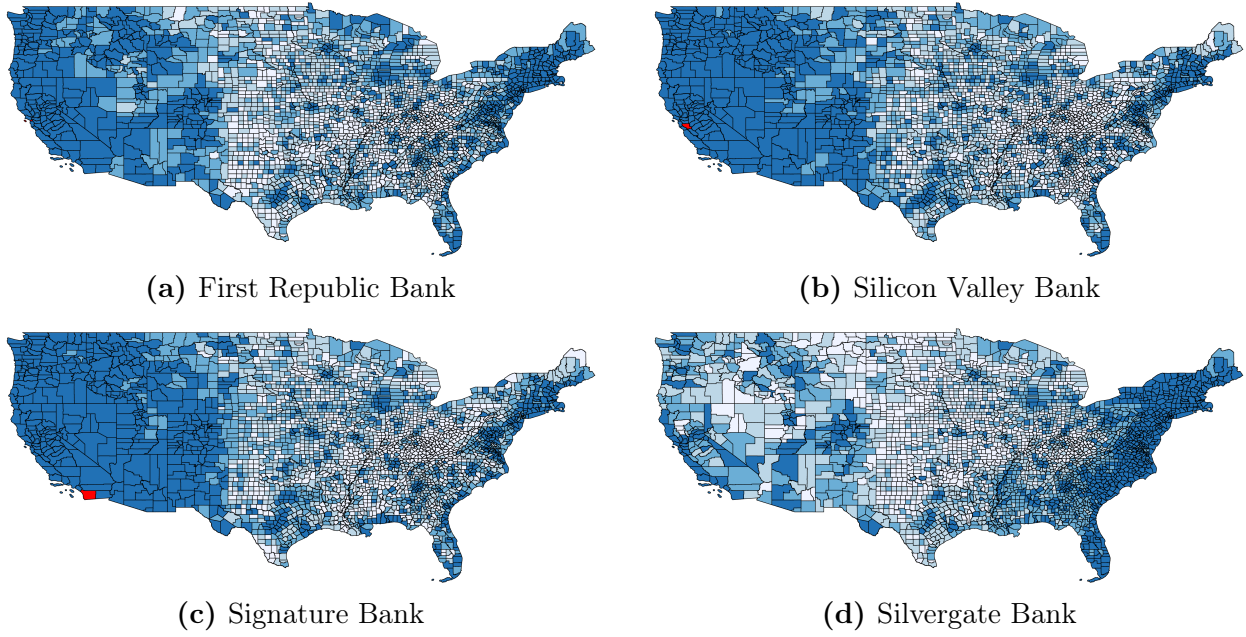 (a) First Republic Bank
(b) Silicon Valley Bank
(c) Signature Bank
(d) Silvergate Bank